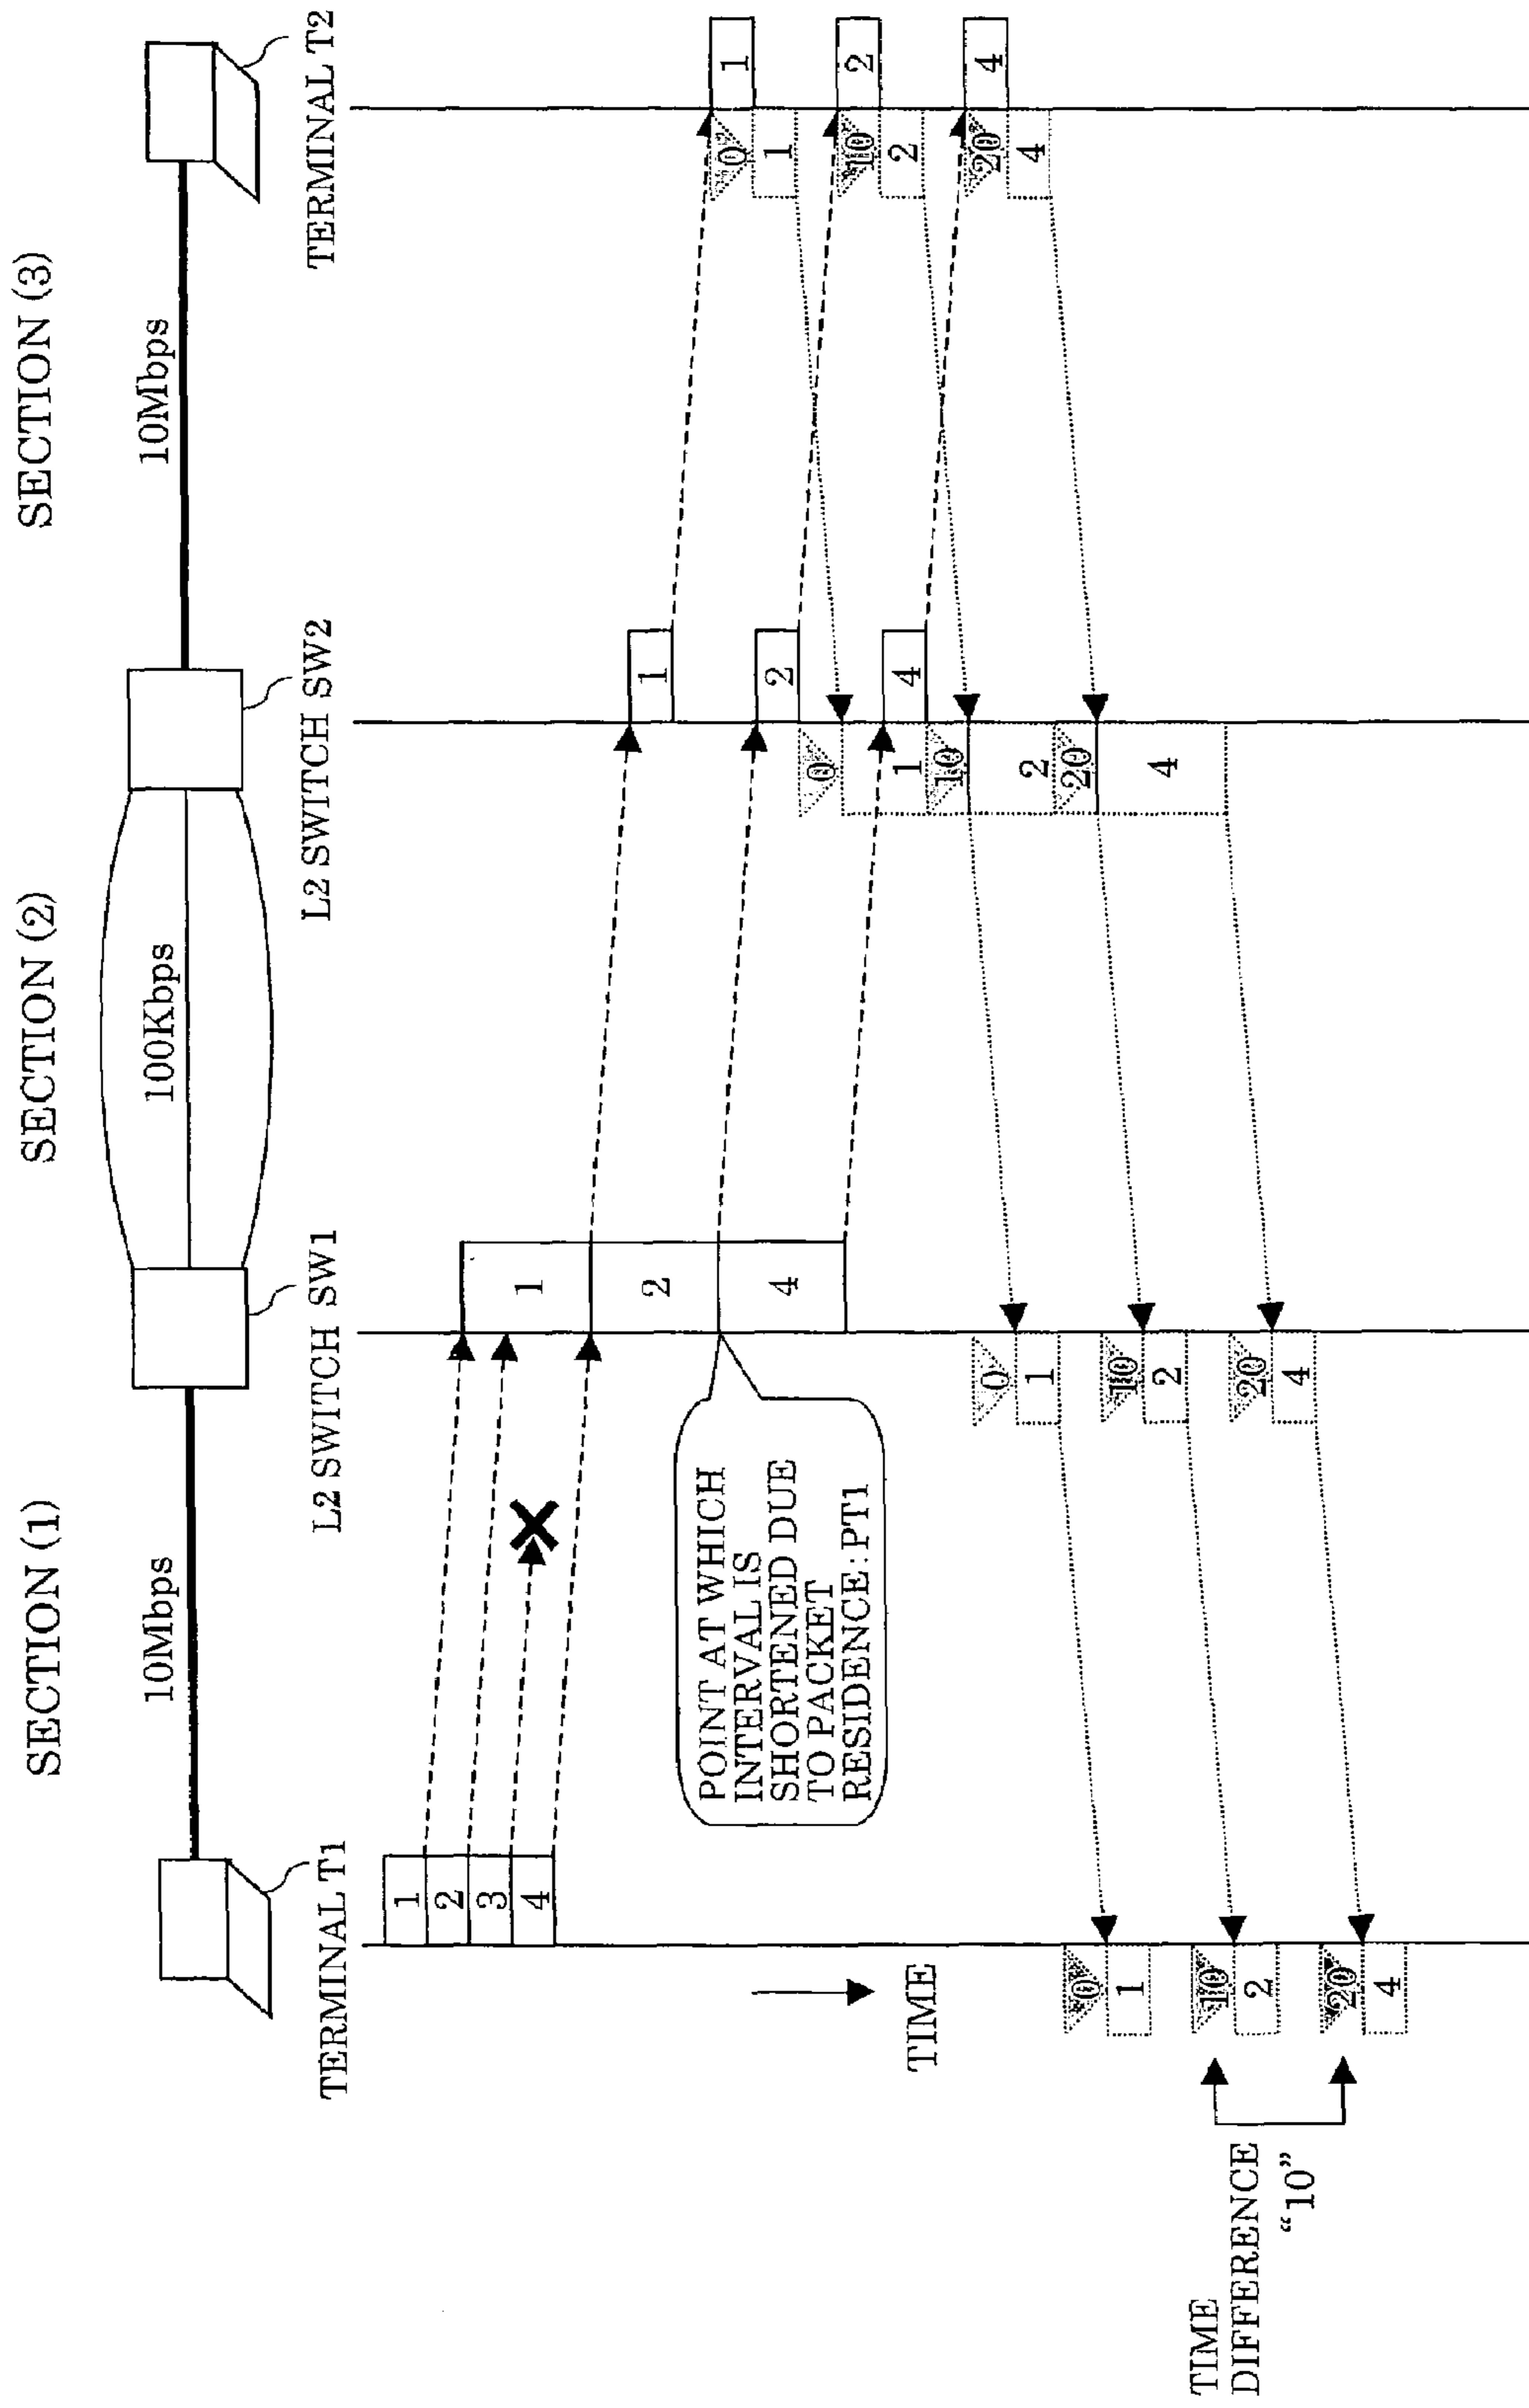 SECTION (1)
SECTION (2)
SECTION (3)
10Mbps
100Kbps
10Mbps
TERMINAL T1
L2 SWITCH SW1
L2 SWITCH SW2
TERMINAL T2
1
2
3
4
1
2
4
1
2
4
1
2
4
POINT AT WHICH
INTERVAL IS
SHORTENED DUE
TO PACKET
RESIDENCE:PT1
TIME
0
1
10
2
20
4
0
1
10
2
20
4
0
1
10
2
20
4
0
1
10
2
20
4
TIME
DIFFERENCE
“10”